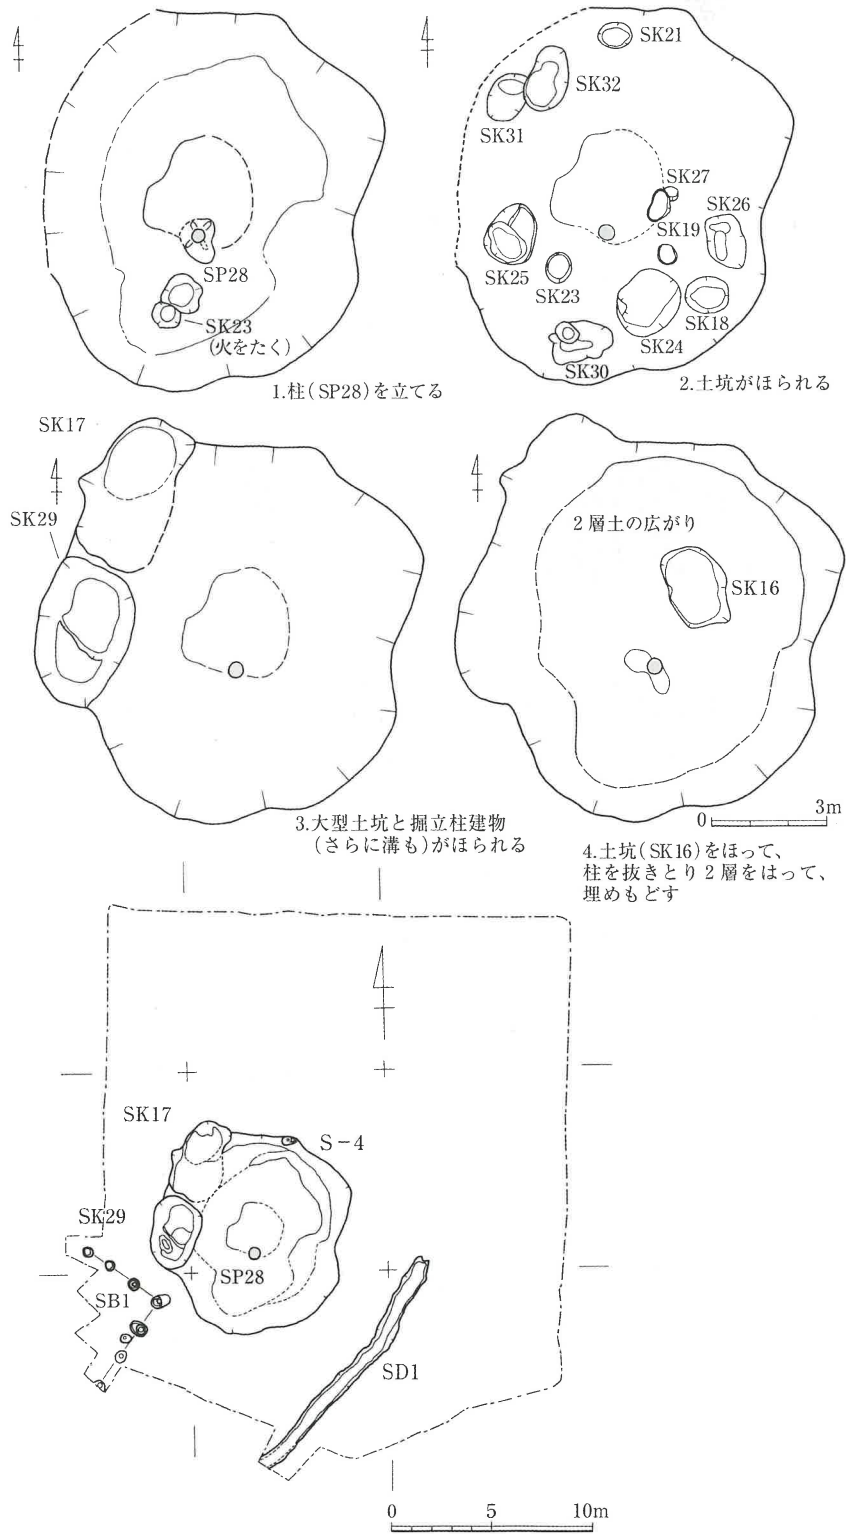 SP28
SK23
(火をたく)
1.柱(SP28)を立てる
SK21
SK32
SK31
SK27
SK26
SK19
SK25
SK23
SK18
SK24
SK30
2.土坑がほられる
SK17
SK29
3.大型土坑と掘立柱建物
(さらに溝も)がほられる
2層土の広がり
SK16
0 3m
4.土坑(SK16)をほって、
柱を抜きとり2層をはって、
埋めもどす
SK17
S-4
SK29
SP28
SB1
SD1
0 5 10m